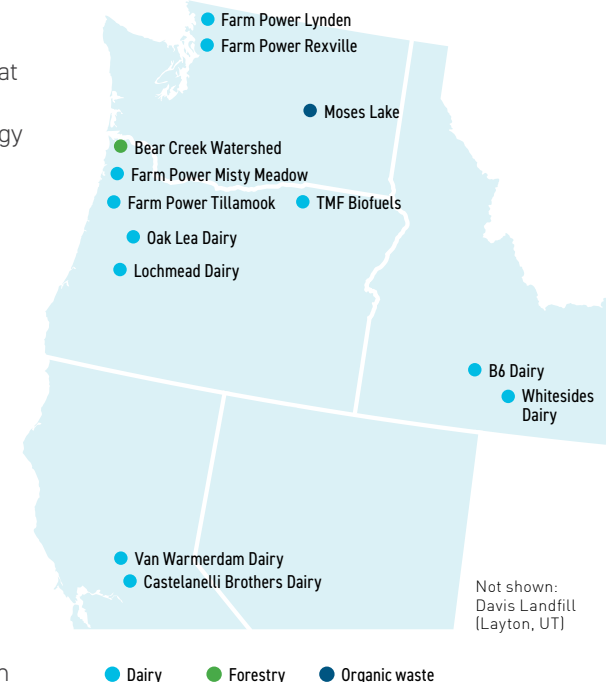 at
gy
Farm Power Lynden
Farm Power Rexville
Moses Lake
Bear Creek Watershed
Farm Power Misty Meadow
Farm Power Tillamook
TMF Biofuels
Oak Lea Dairy
Lochmead Dairy
B6 Dairy
Whitesides
Dairy
Van Warmerdam Dairy
Castelanelli Brothers Dairy
Not shown:
Davis Landfill
(Layton, UT)
Dairy
Forestry
Organic waste